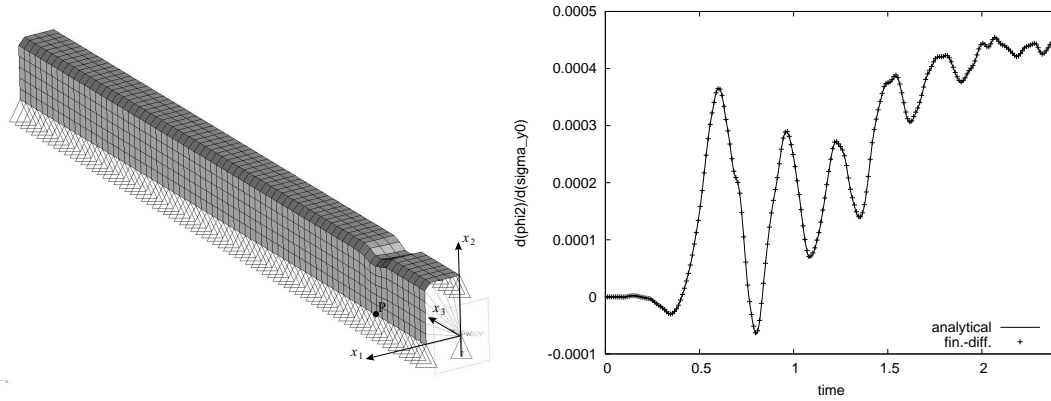 x2
P
x3
x1
0.0005
0.0004
0.0003
0.0002
0.0001
0
-0.0001
d(phi2)/d(sigma_y0)
0 0.5 1 1.5 2
time
analytical
fin.-diff.